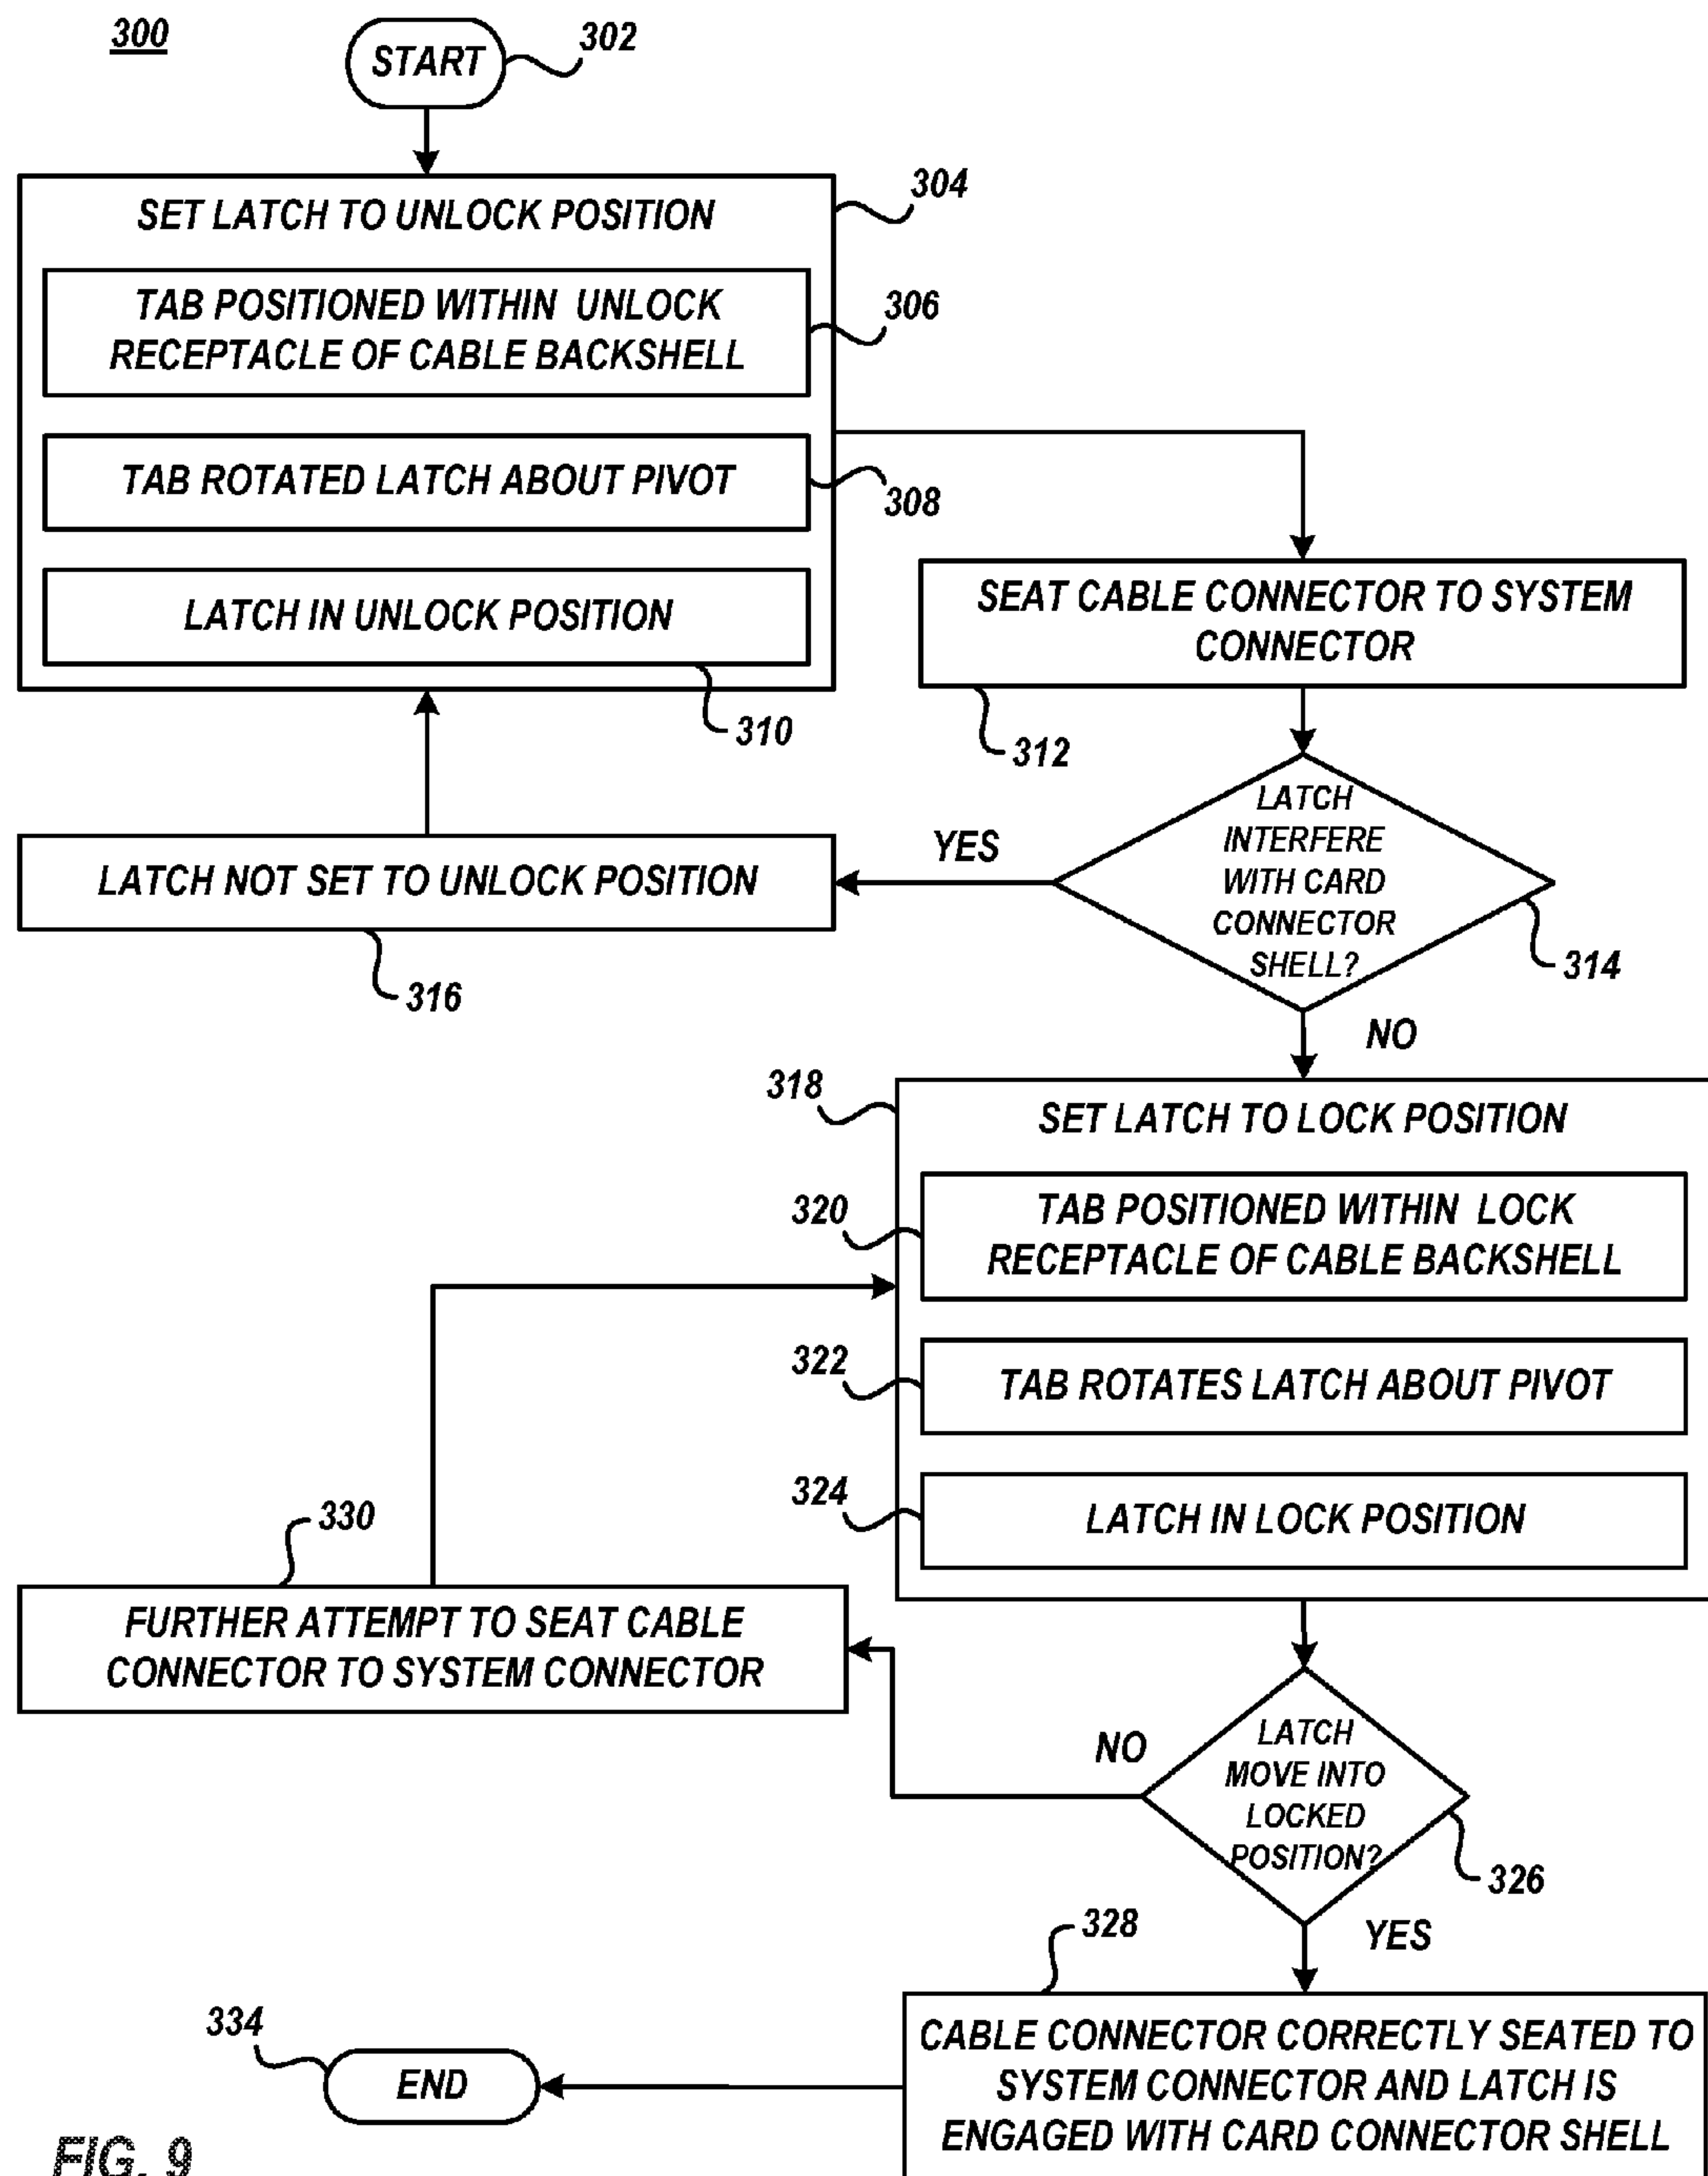 300
START
302
304
SET LATCH TO UNLOCK POSITION
TAB POSITIONED WITHIN UNLOCK
RECEPTACLE OF CABLE BACKSHELL
306
TAB ROTATED LATCH ABOUT PIVOT
308
LATCH IN UNLOCK POSITION
310
SEAT CABLE CONNECTOR TO SYSTEM
CONNECTOR
312
LATCH
INTERFERE
WITH CARD
CONNECTOR
SHELL?
314
YES
LATCH NOT SET TO UNLOCK POSITION
316
NO
318
SET LATCH TO LOCK POSITION
320
TAB POSITIONED WITHIN LOCK
RECEPTACLE OF CABLE BACKSHELL
322
TAB ROTATES LATCH ABOUT PIVOT
324
LATCH IN LOCK POSITION
330
FURTHER ATTEMPT TO SEAT CABLE
CONNECTOR TO SYSTEM CONNECTOR
NO
LATCH
MOVE INTO
LOCKED
POSITION?
326
YES
328
CABLE CONNECTOR CORRECTLY SEATED TO
SYSTEM CONNECTOR AND LATCH IS
ENGAGED WITH CARD CONNECTOR SHELL
334
END
FIG. 9